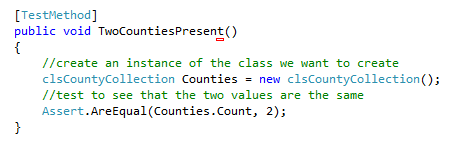 [TestMethod]
public void TwoCountiesPresent()
{
//create an instance of the class we want to create
clsCountyCollection Counties = new clsCountyCollection();
//test to see that the two values are the same
Assert.AreEqual(Counties.Count, 2);
}